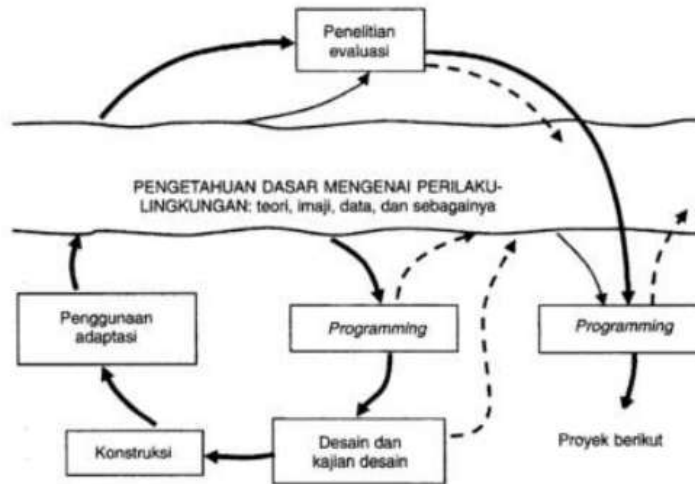 Penelitian
evaluasi
PENGETAHUAN DASAR MENGENAI PERILAKU-
LINGKUNGAN: teori, imaji, data, dan sebagainya
Penggunaan
adaptasi
Programming
Programming
Konstruksi
Desain dan
kajian desain
Proyek berikut